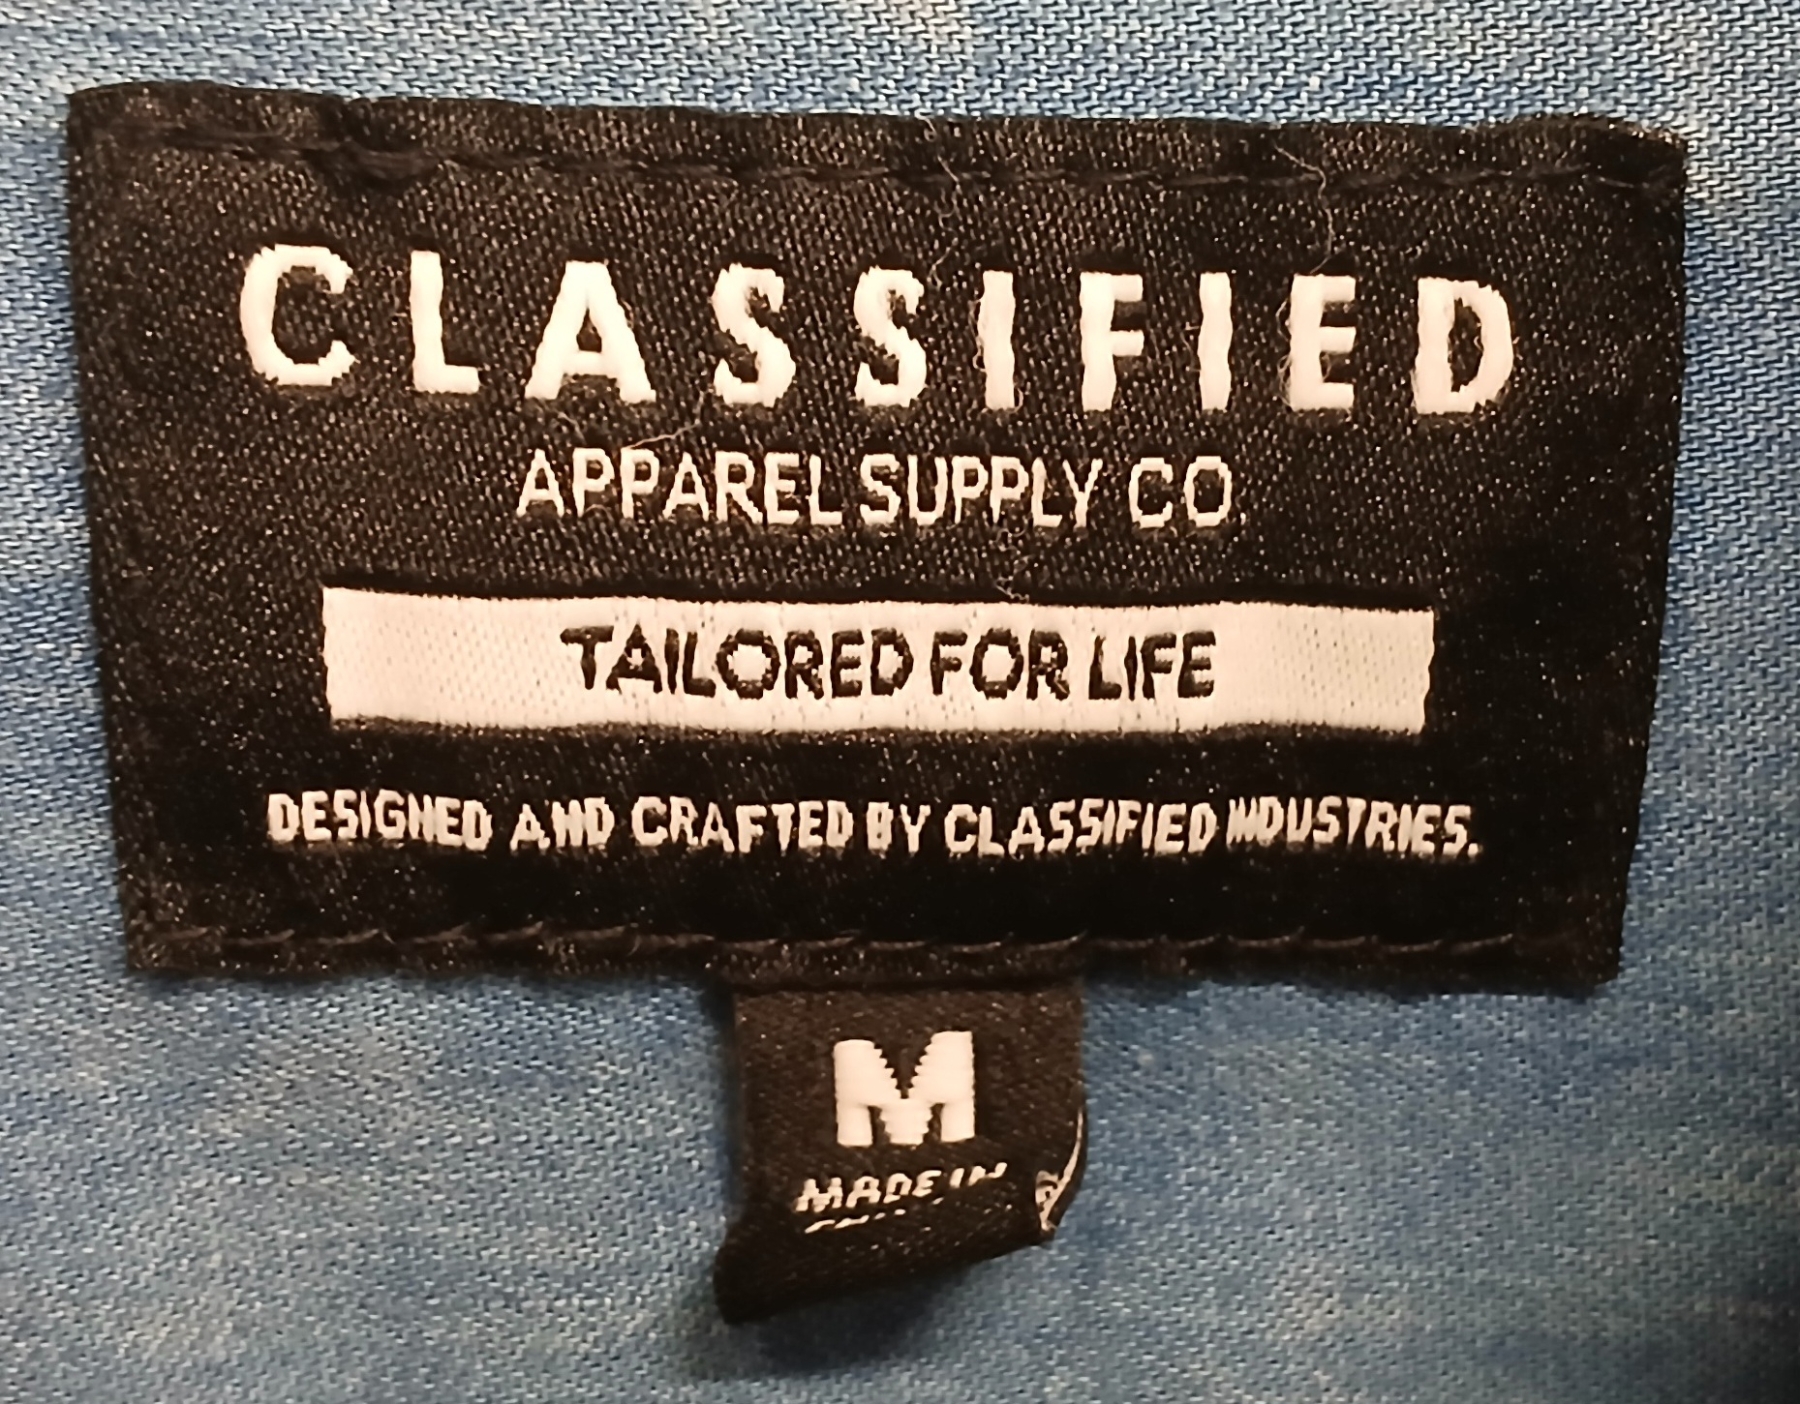 CLASSIFIED
APPAREL SUPPLY CO.
TAILORED FOR LIFE
DESIGNED AND CRAFTED BY CLASSIFIED INDUSTRIES.
M
MADE IN